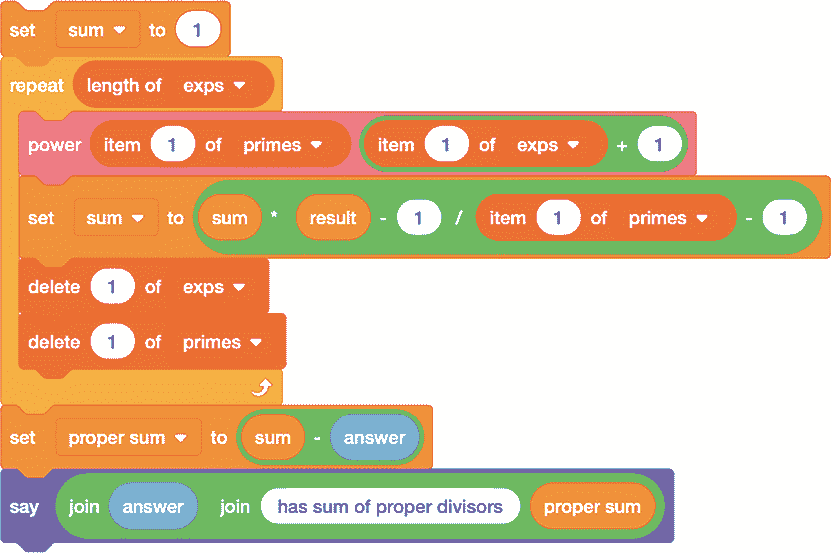 set sum to 1
repeat length of exps
power item 1 of primes item 1 of exps + 1
set sum to sum * result - 1 / item 1 of primes - 1
delete 1 of exps
delete 1 of primes
set proper sum to sum - answer
say join answer join has sum of proper divisors proper sum